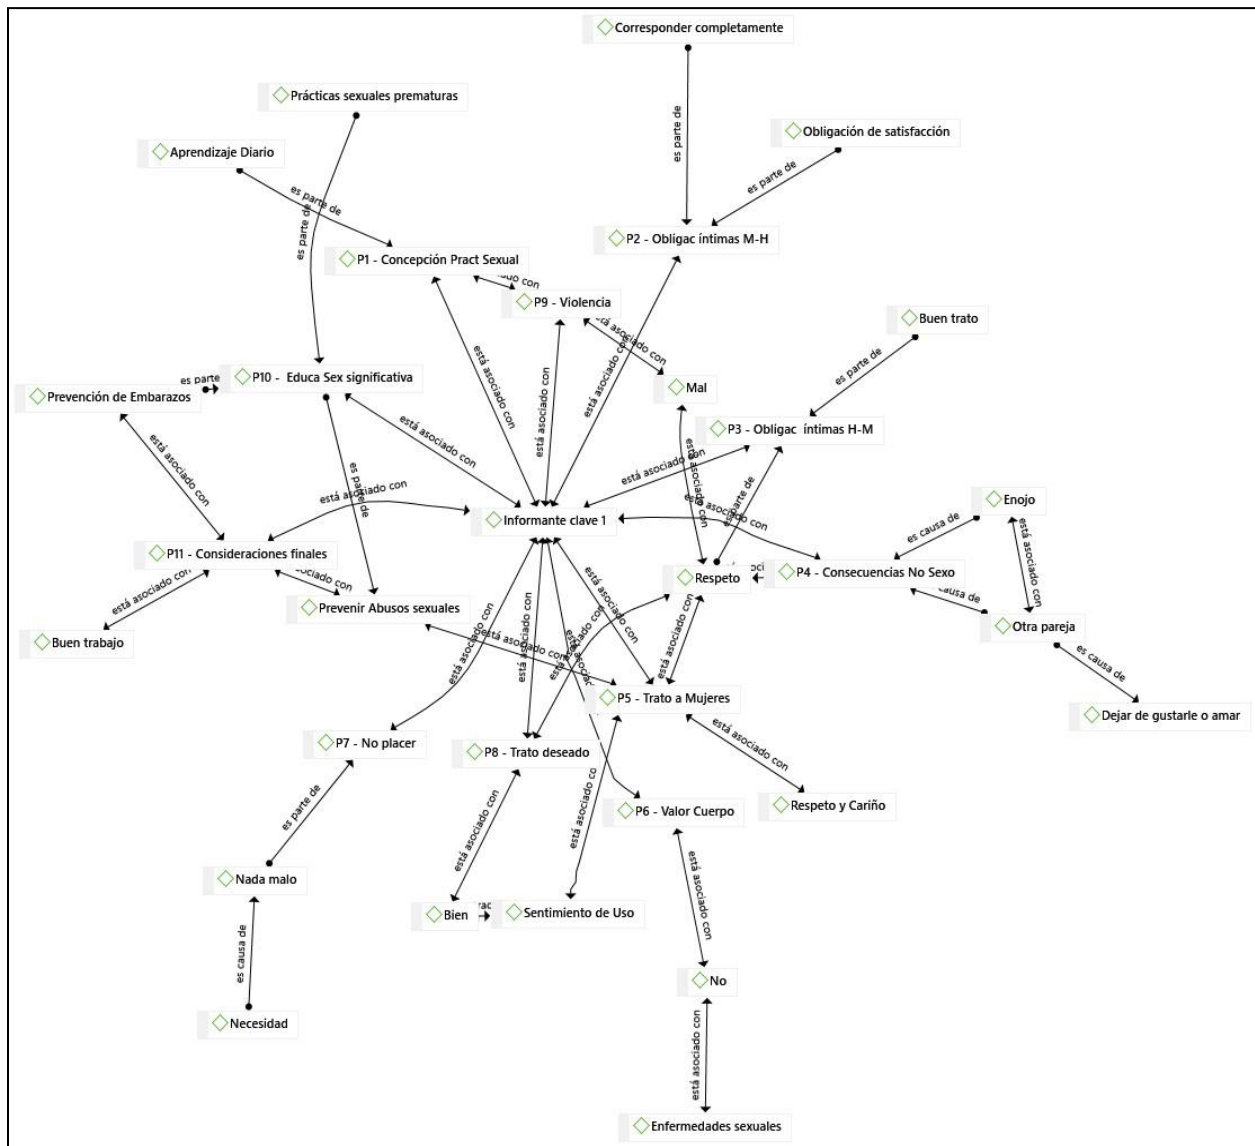 Corresponder completamente
Prácticas sexuales prematuras
es parte de
Obligación de satisfacción
Aprendizaje Diario
es parte de
es parte de
es parte de
P2 - Obligac íntimas M-H
P1 - Concepción Pract Sexual
P9 - Violencia
está asociado con
Buen trato
es parte de
está asociado con
está asociado con
está asociado con
es parte
P10 - Educa Sex significativa
Mal
Prevención de Embarazos
P3 - Obligac íntimas H-M
está asociado con
está asociado con
es parte de
está asociado con
está asociado con
es parte de
está asociado con
está asociado con
Enojo
Informante clave 1
es causa de
está asociado con
P11 - Consideraciones finales
Respeto
P4 - Consecuencias No Sexo
está asociado con
Prevenir Abusos sexuales
causa de
está asociado con
Otra pareja
Buen trabajo
está asociado con
está asociado con
está asociado con
está asociado con
está asociado con
es causa de
P5 - Trato a Mujeres
Dejar de gustarle o amar
P7 - No placer
P8 - Trato deseado
está asociado con
es parte de
está asociado con
está asociado co
P6 - Valor Cuerpo
Respeto y Cariño
Nada malo
está asociado con
Bien
Sentimiento de Uso
es causa de
No
Necesidad
está asociado con
Enfermedades sexuales